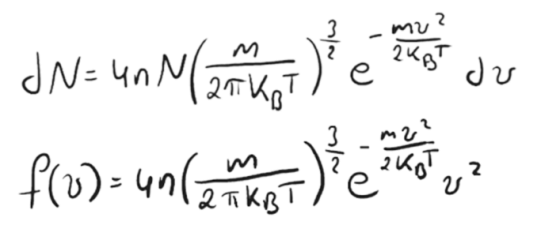 dN = 4πN(m/(2πK_BT))^(3/2) e^(-mv²/(2K_BT)) dv
f(v) = 4π(m/(2πK_BT))^(3/2) e^(-mv²/(2K_BT)) v²